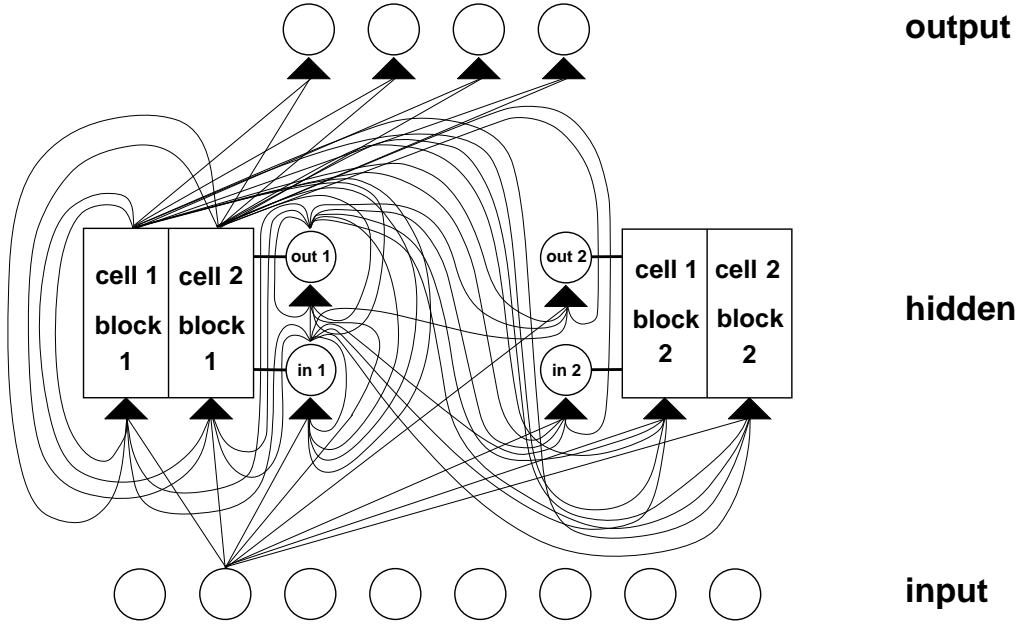 output
cell 1
block
1
cell 2
block
1
out 1
in 1
out 2
in 2
cell 1
block
2
cell 2
block
2
hidden
input